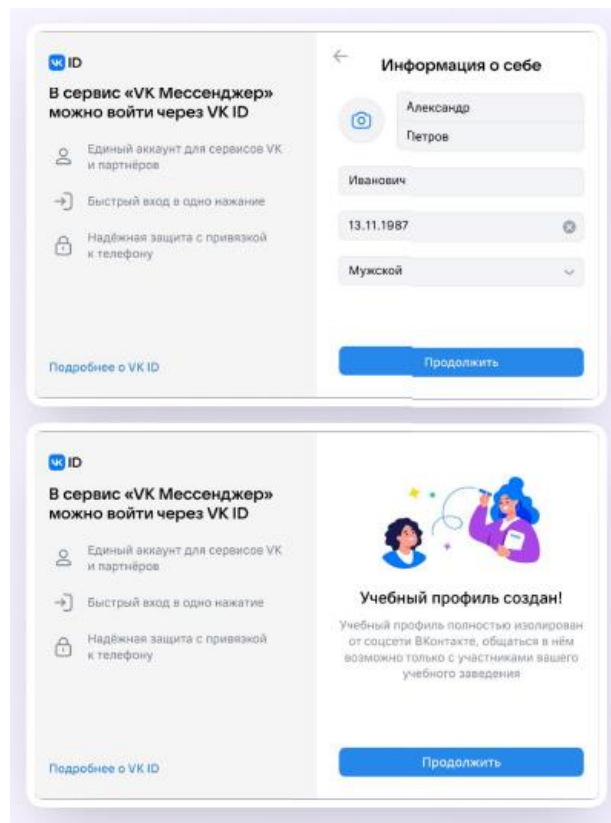 VK ID
В сервис «VK Мессенджер»
можно войти через VK ID
Единый аккаунт для сервисов VK
и партнёров
Быстрый вход в одно нажание
Надёжная защита с привязкой
к телефону
Подробнее о VK ID
Информация о себе
Александр
Петров
Иванович
13.11.1987
Мужской
Продолжить
VK ID
В сервис «VK Мессенджер»
можно войти через VK ID
Единый аккаунт для сервисов VK
и партнёров
Быстрый вход в одно нажатие
Надёжная защита с привязкой
к телефону
Подробнее о VK ID
Учебный профиль создан!
Учебный профиль полностью изолирован
от соцсети ВКонтакте, общаться в нём
возможно только с участниками вашего
учебного заведения
Продолжить